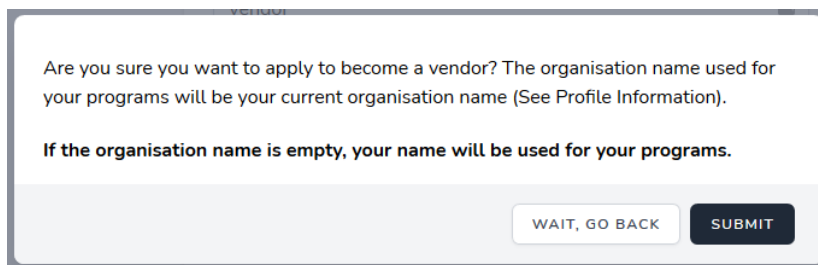 Vendor
Are you sure you want to apply to become a vendor? The organisation name used for
your programs will be your current organisation name (See Profile Information).
If the organisation name is empty, your name will be used for your programs.
WAIT, GO BACK
SUBMIT